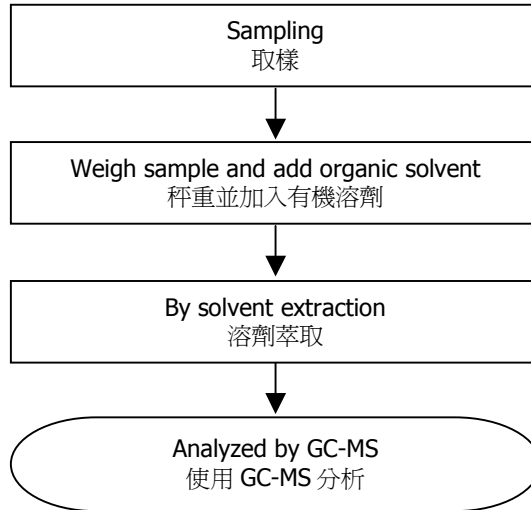 Sampling
取樣
Weigh sample and add organic solvent
秤重並加入有機溶劑
By solvent extraction
溶劑萃取
Analyzed by GC-MS
使用 GC-MS 分析